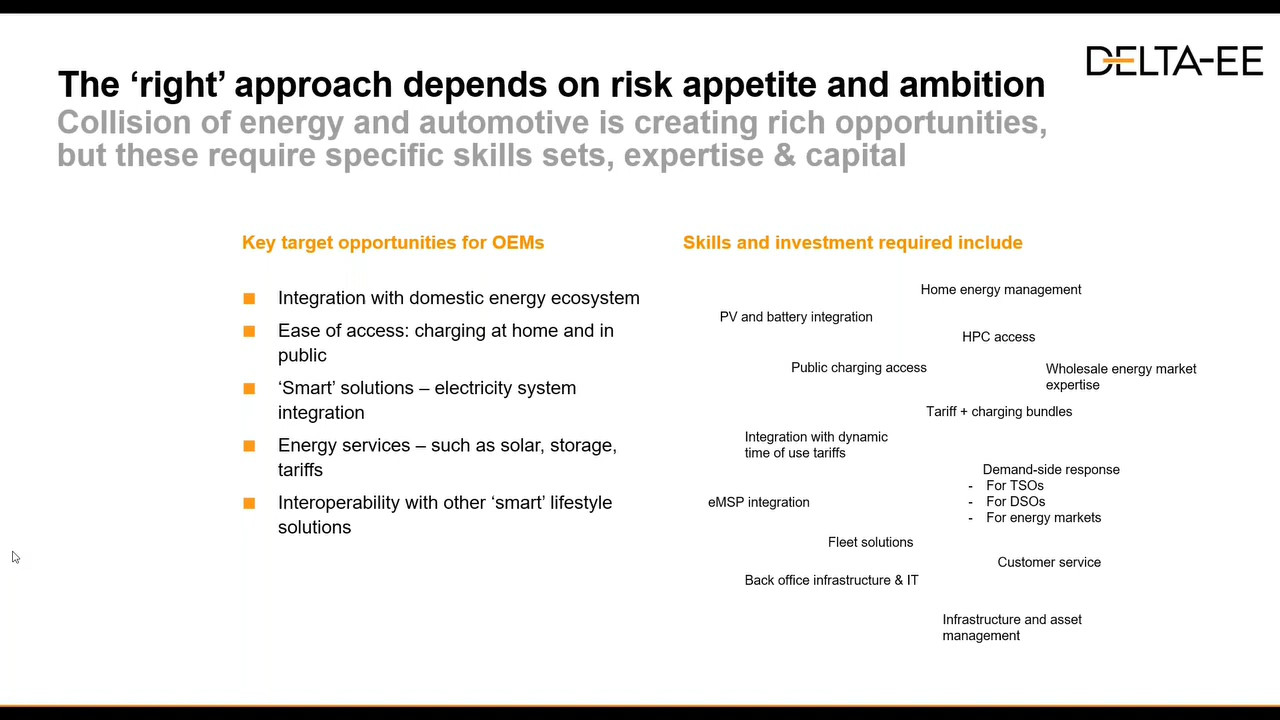 DELTA-EE
The ‘right’ approach depends on risk appetite and ambition
Collision of energy and automotive is creating rich opportunities,
but these require specific skills sets, expertise & capital
Key target opportunities for OEMs
Integration with domestic energy ecosystem
Ease of access: charging at home and in
public
‘Smart’ solutions – electricity system
integration
Energy services – such as solar, storage,
tariffs
Interoperability with other ‘smart’ lifestyle
solutions
Skills and investment required include
Home energy management
PV and battery integration
HPC access
Public charging access
Wholesale energy market
expertise
Tariff + charging bundles
Integration with dynamic
time of use tariffs
Demand-side response
- For TSOs
- For DSOs
- For energy markets
eMSP integration
Fleet solutions
Customer service
Back office infrastructure & IT
Infrastructure and asset
management